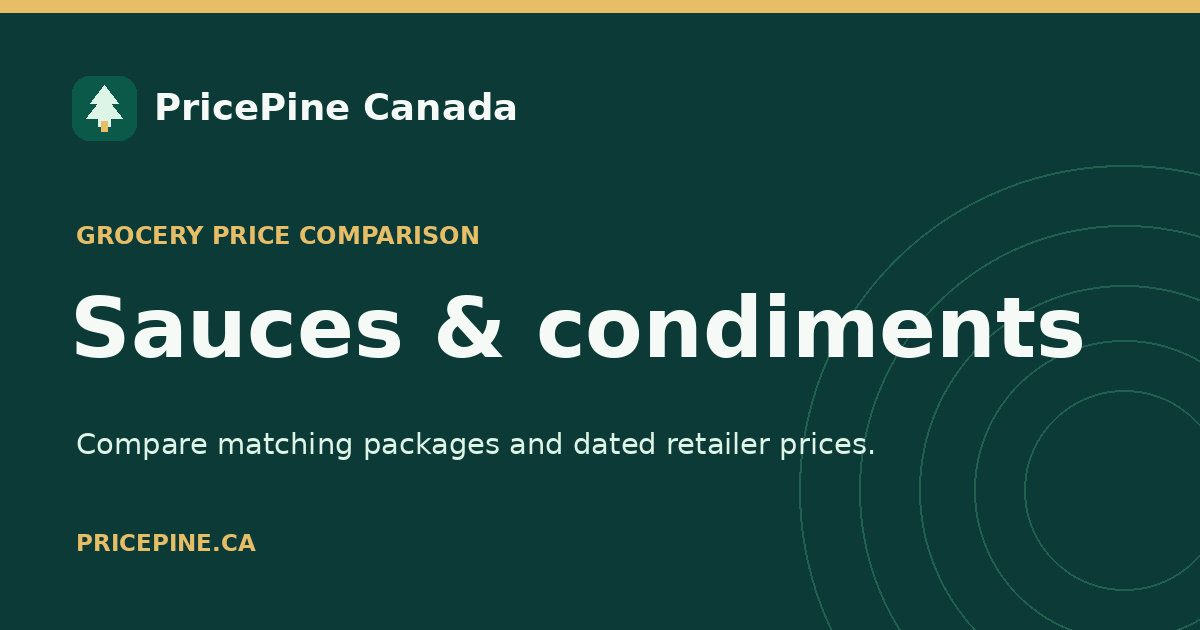 PricePine Canada
GROCERY PRICE COMPARISON
Sauces & condiments
Compare matching packages and dated retailer prices.
PRICEPINE.CA